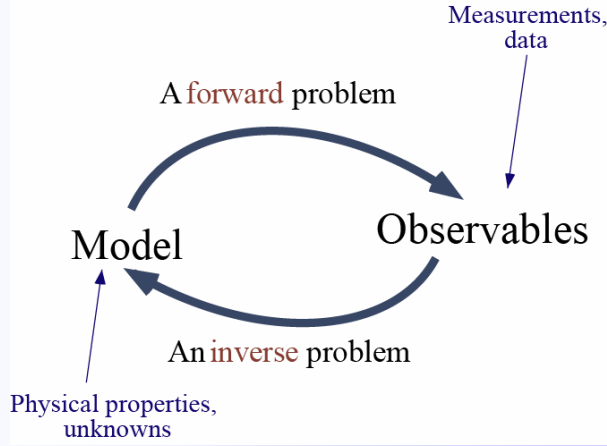 Measurements,
data
A forward problem
Observables
Model
An inverse problem
Physical properties,
unknowns